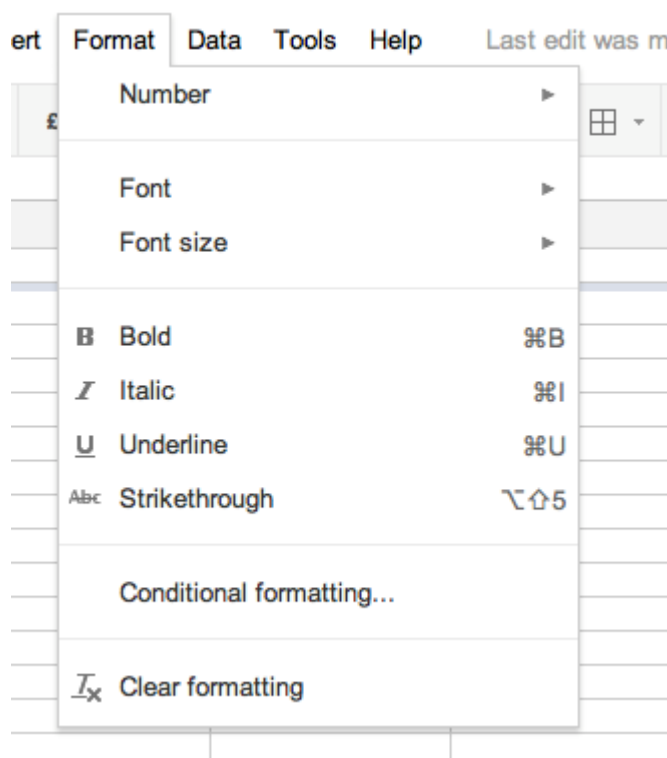 ert Format Data Tools Help Last edit was m
Number ►
£
Font ►
Font size ►
B Bold ⌘B
I Italic ⌘I
U Underline ⌘U
Abc Strikethrough ⌥⇧5
Conditional formatting...
Clear formatting